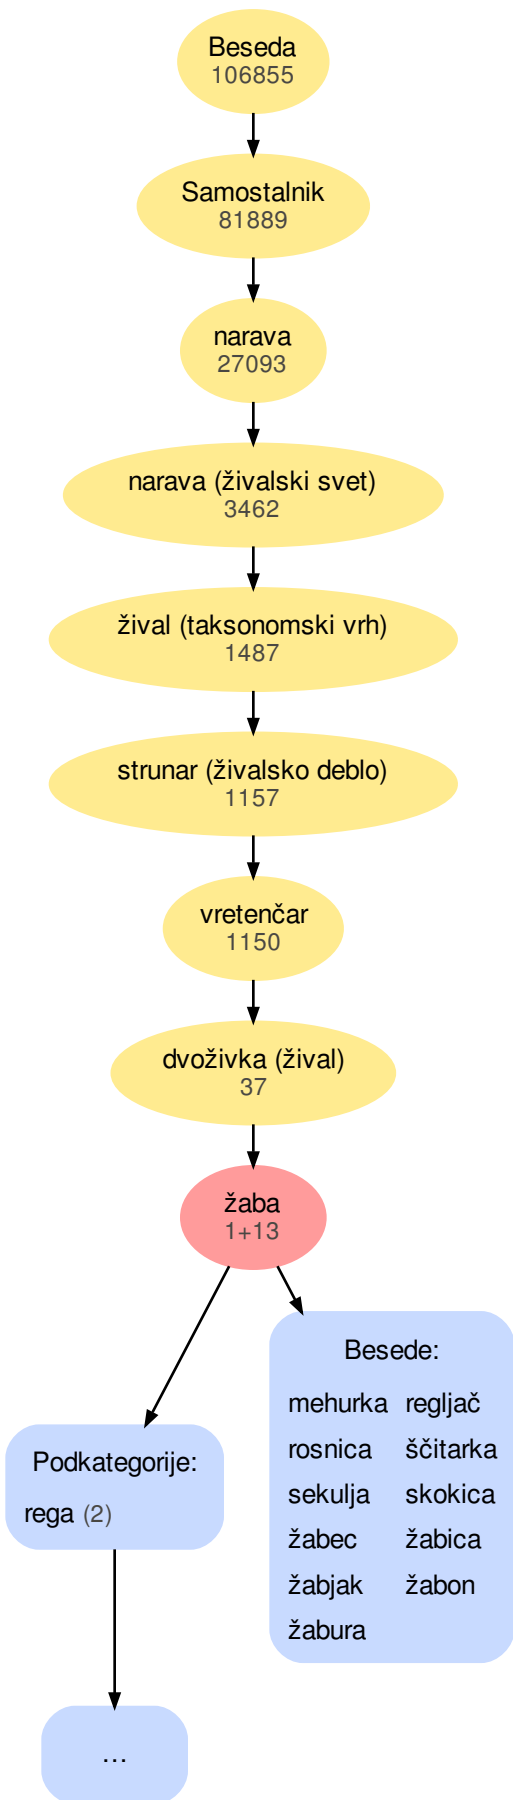 Beseda
106855
Samostalnik
81889
narava
27093
narava (živalski svet)
3462
žival (taksonomski vrh)
1487
strunar (živalsko deblo)
1157
vretenčar
1150
dvoživka (žival)
37
žaba
1+13
Besede:
mehurka regljač
rosnica ščitarka
sekulja skokica
žabec žabica
žabjak žabon
žabura
Podkategorije:
rega (2)
...